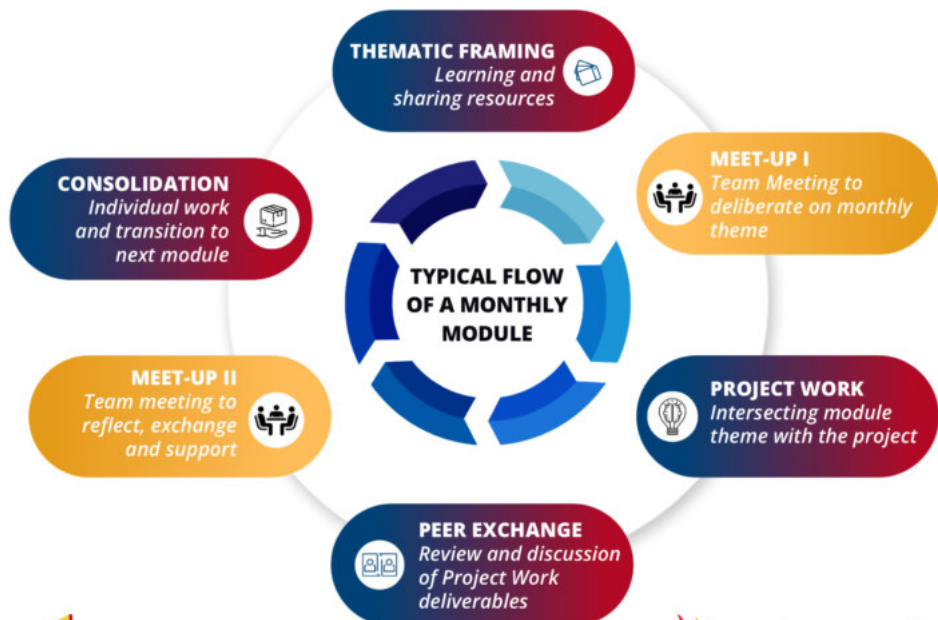 THEMATIC FRAMING
Learning and
sharing resources
MEET-UP I
Team Meeting to
deliberate on monthly
theme
PROJECT WORK
Intersecting module
theme with the project
PEER EXCHANGE
Review and discussion
of Project Work
deliverables
MEET-UP II
Team meeting to
reflect, exchange
and support
CONSOLIDATION
Individual work
and transition to
next module
TYPICAL FLOW
OF A MONTHLY
MODULE